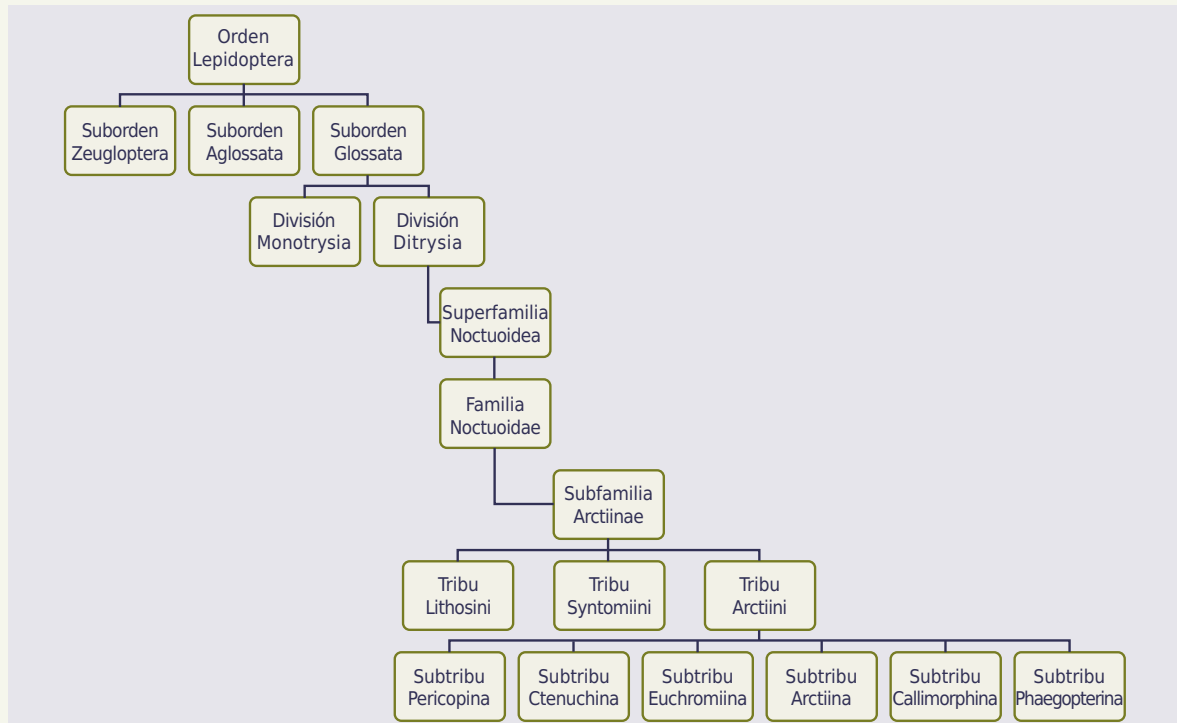 Orden
Lepidoptera
Suborden
Zeugloptera
Suborden
Aglossata
Suborden
Glossata
División
Monotrysia
División
Ditrysia
Superfamilia
Noctuoidea
Familia
Noctuoidae
Subfamilia
Arctiinae
Tribu
Lithosini
Tribu
Syntomiini
Tribu
Arctiini
Subtribu
Pericopina
Subtribu
Ctenuchina
Subtribu
Euchromiina
Subtribu
Arctiina
Subtribu
Callimorphina
Subtribu
Phaegopterina